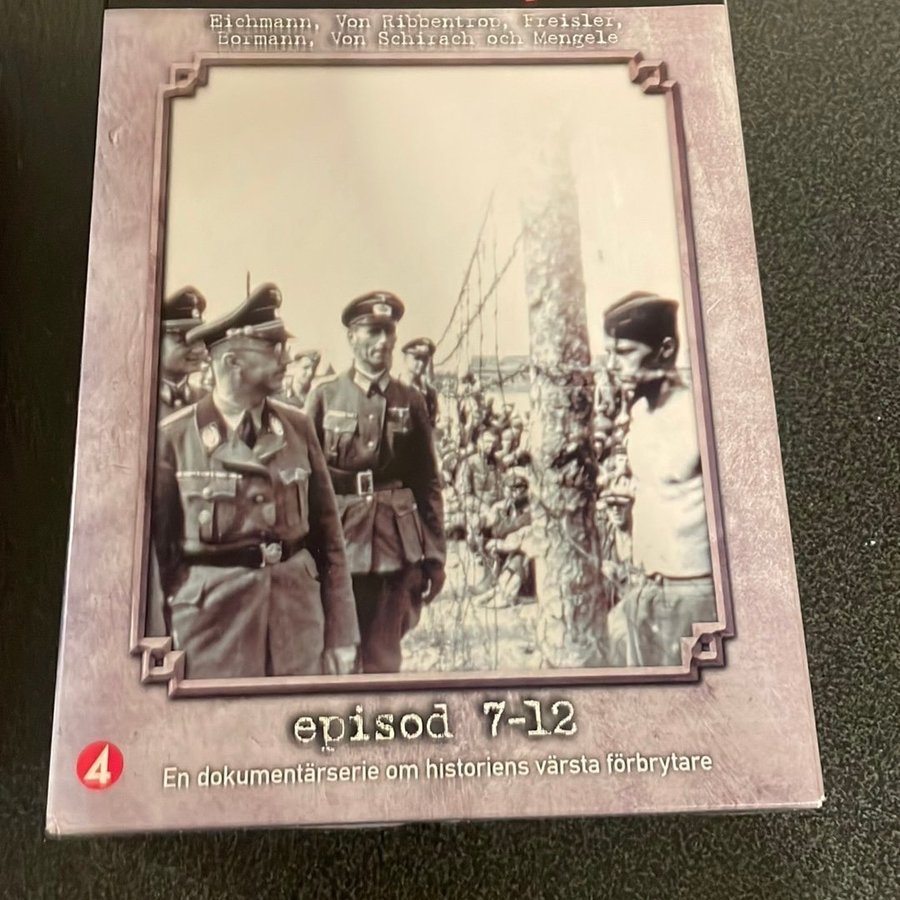 Eichmann, Von Ribbentrop, Freisler,
Bormann, Von Schirach och Mengele
episod 7-12
4
En dokumentärserie om historiens värsta förbrytare